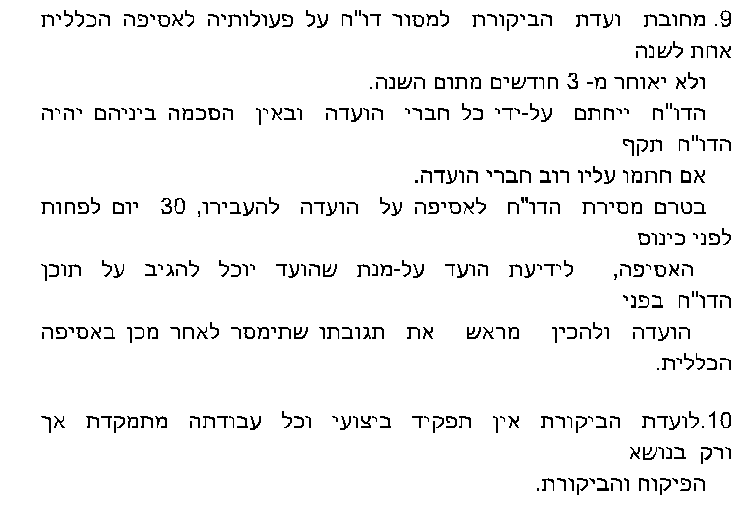 9. מחובת ועדת הביקורת למסור דו"ח על פעולותיה לאסיפה הכללית
אחת לשנה
ולא יאוחר מ- 3 חודשים מתום השנה.
הדו"ח ייחתם על-ידי כל חברי הועדה ובאין הסכמה ביניהם יהיה
הדו"ח תקף
אם חתמו עליו רוב חברי הועדה.
בטרם מסירת הדו"ח לאסיפה על הועדה להעבירו, 30 יום לפחות
לפני כינוס
האסיפה, לידיעת הועד על-מנת שהועד יוכל להגיב על תוכן
הדו"ח בפני
הועדה ולהכין מראש את תגובתו שתימסר לאחר מכן באסיפה
הכללית.
10.לועדת הביקורת אין תפקיד ביצועי וכל עבודתה מתמקדת אך
ורק בנושא
הפיקוח והביקורת.